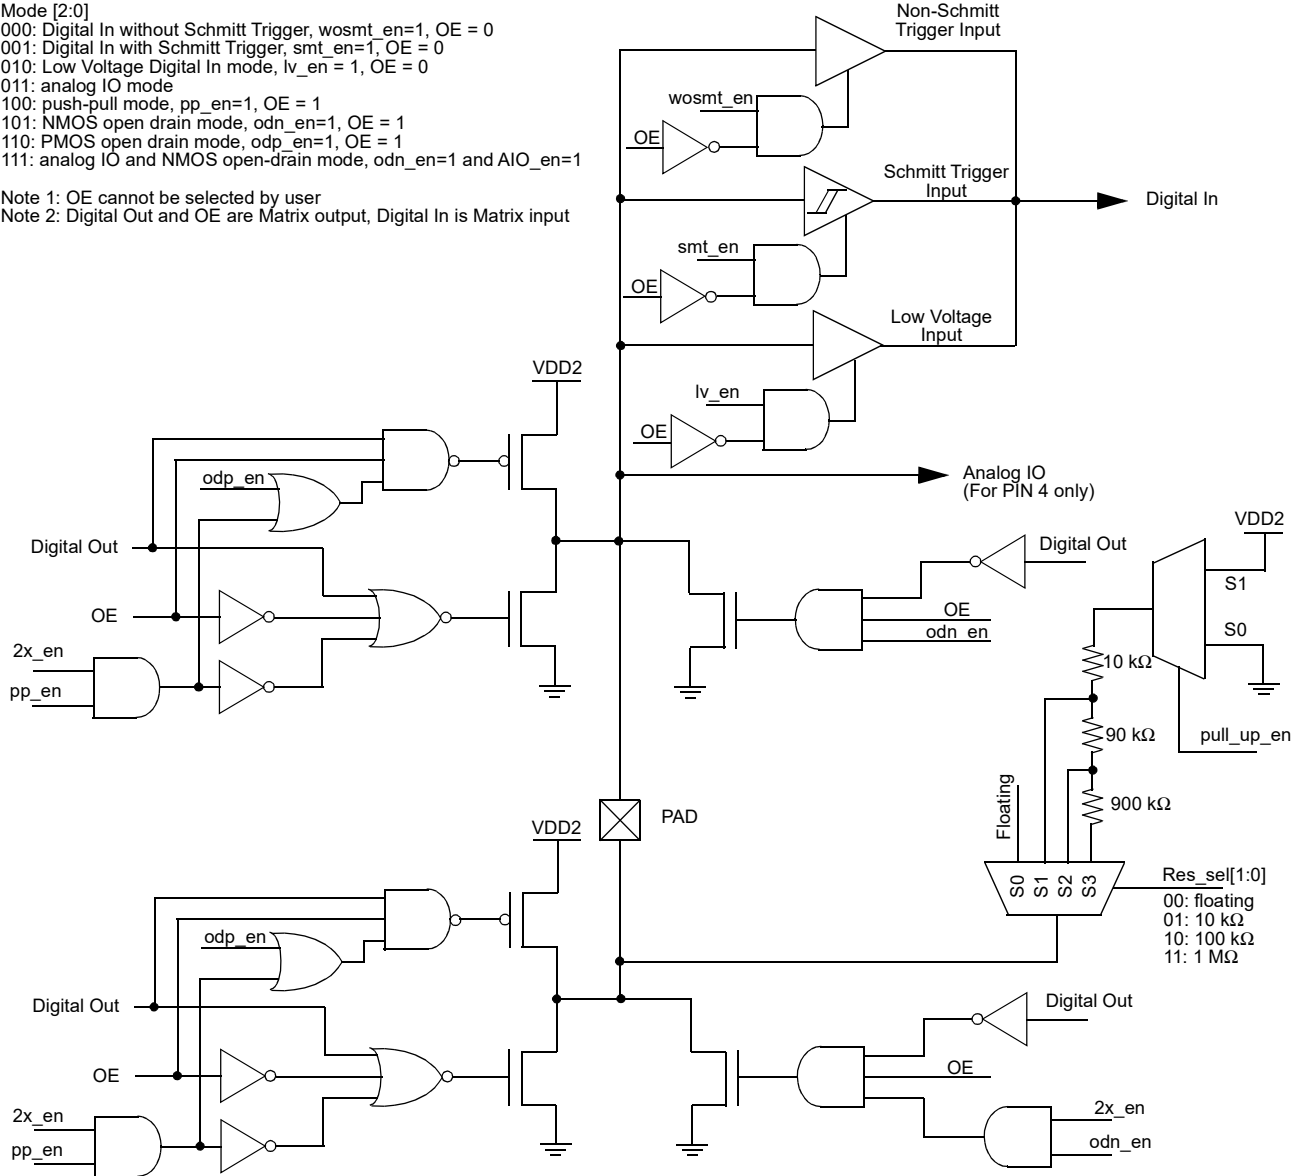 Mode [2:0]
000: Digital In without Schmitt Trigger, wosmt_en=1, OE = 0
001: Digital In with Schmitt Trigger, smt_en=1, OE = 0
010: Low Voltage Digital In mode, lv_en = 1, OE = 0
011: analog IO mode
100: push-pull mode, pp_en=1, OE = 1
101: NMOS open drain mode, odn_en=1, OE = 1
110: PMOS open drain mode, odp_en=1, OE = 1
111: analog IO and NMOS open-drain mode, odn_en=1 and AIO_en=1
Note 1: OE cannot be selected by user
Note 2: Digital Out and OE are Matrix output, Digital In is Matrix input
Non-Schmitt
Trigger Input
wosmt_en
OE
Schmitt Trigger
Input
Digital In
smt_en
OE
Low Voltage
Input
lv_en
OE
VDD2
odp_en
Digital Out
OE
2x_en
pp_en
Analog IO
(For PIN 4 only)
Digital Out
OE
odn_en
VDD2
S1
S0
10 kΩ
90 kΩ
pull_up_en
900 kΩ
Floating
S0
S1
S2
S3
Res_sel[1:0]
00: floating
01: 10 kΩ
10: 100 kΩ
11: 1 MΩ
PAD
VDD2
odp_en
Digital Out
OE
2x_en
pp_en
Digital Out
OE
2x_en
odn_en